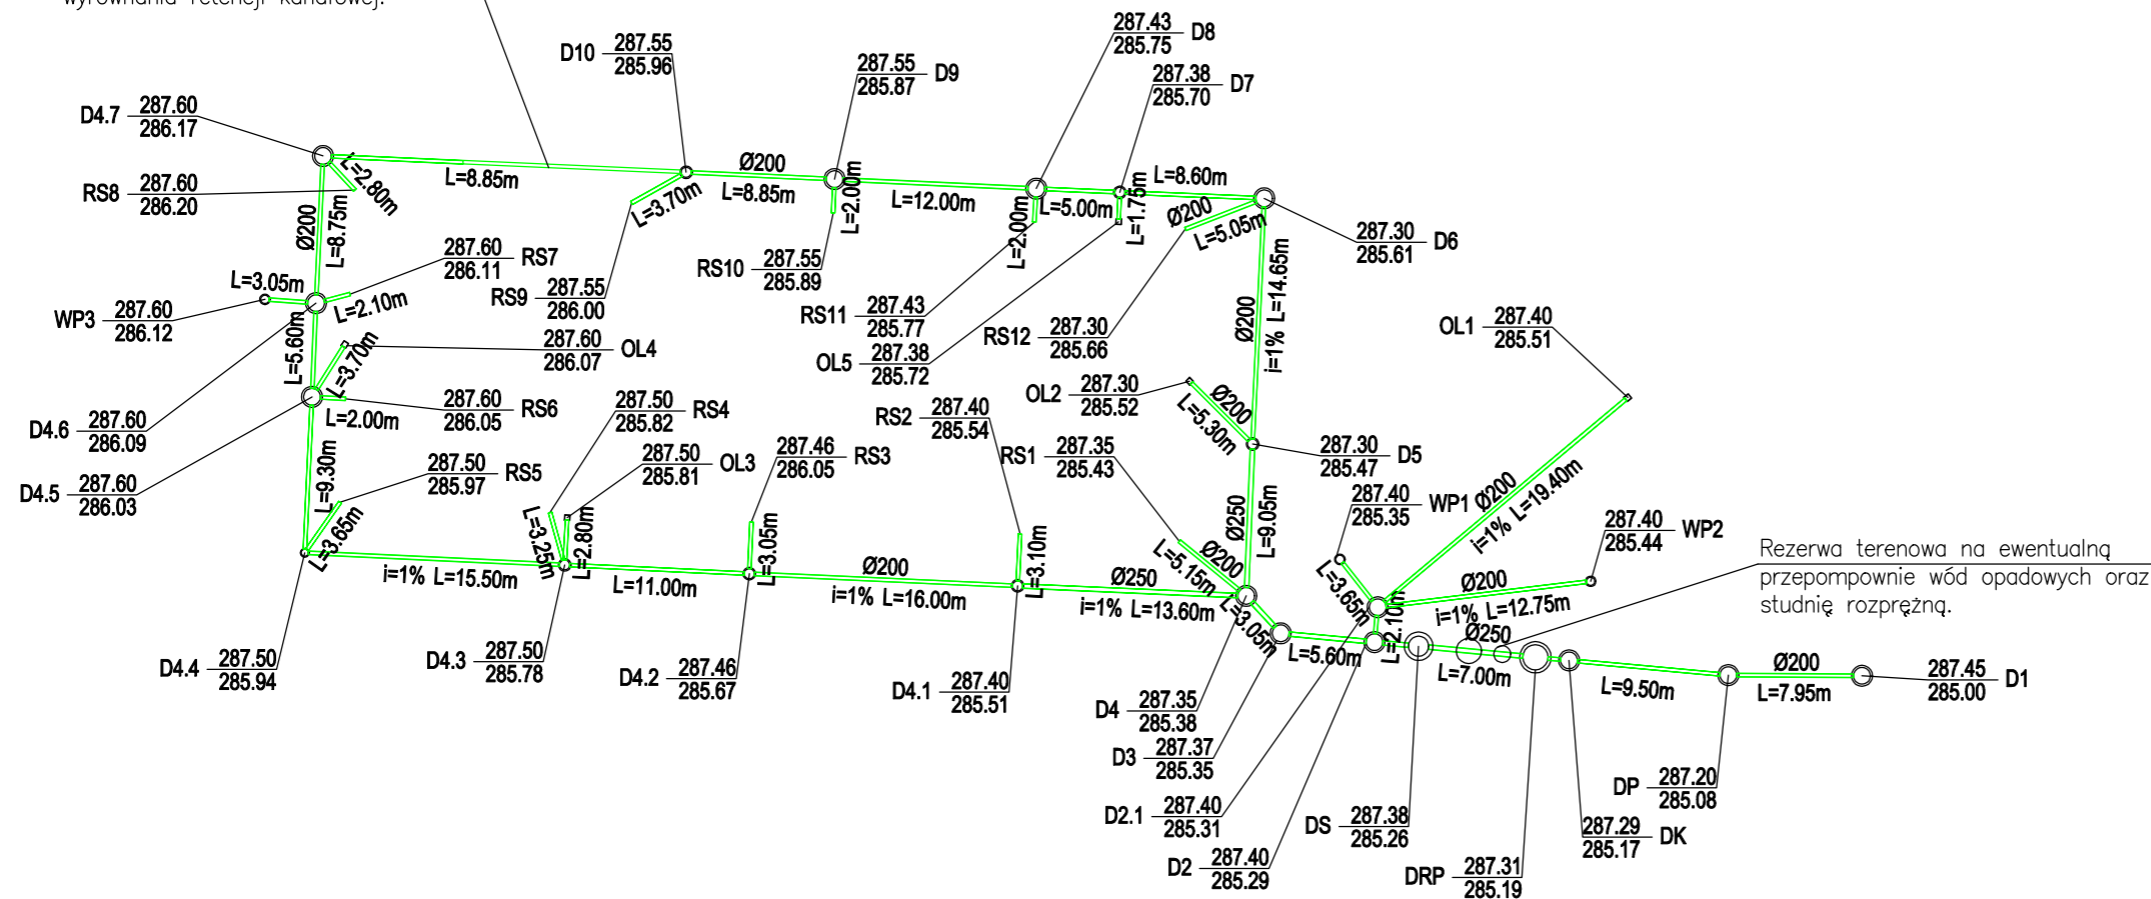 wyrównania retencji kanałowej.
D10 287.55
285.96
287.55 D9
285.87
287.43 D8
285.75
287.38 D7
285.70
D4.7 287.60
286.17
RS8 287.60
286.20
L=2.80m
L=8.85m
L=3.70m
Ø200
L=8.85m
L=2.00m
L=12.00m
L=2.00m
L=5.00m
L=1.75m
L=8.60m
Ø200
L=5.05m
287.30 D6
285.61
Ø200
L=8.75m
287.60 RS7
286.11
L=3.05m
L=2.10m
WP3 287.60
286.12
RS9 287.55
286.00
RS10 287.55
285.89
RS11 287.43
285.77
OL5 287.38
285.72
RS12 287.30
285.66
Ø200
i=1% L=14.65m
OL1 287.40
285.51
L=5.60m
L=3.70m
287.60 OL4
286.07
287.60 RS6
286.05
L=2.00m
D4.6 287.60
286.09
D4.5 287.60
286.03
L=9.30m
287.50 RS5
285.97
L=3.65m
287.50 RS4
285.82
287.50 OL3
285.81
287.46 RS3
286.05
RS2 287.40
285.54
RS1 287.35
285.43
OL2 287.30
285.52
Ø200
L=5.30m
287.30 D5
285.47
Ø250
L=9.05m
287.40 WP1
285.35
Ø200
i=1% L=19.40m
287.40 WP2
285.44
Rezerwa terenowa na ewentualną
przepompownie wód opadowych oraz
studnię rozprężną.
i=1% L=15.50m
L=3.25m
L=2.80m
L=11.00m
L=3.05m
Ø200
i=1% L=16.00m
L=3.10m
Ø250
i=1% L=13.60m
Ø200
L=5.15m
L=3.05m
L=5.60m
L=3.65m
L=2.10m
Ø200
i=1% L=12.75m
Ø250
L=7.00m
L=9.50m
Ø200
L=7.95m
287.45 D1
285.00
D4.4 287.50
285.94
D4.3 287.50
285.78
D4.2 287.46
285.67
D4.1 287.40
285.51
D4 287.35
285.38
D3 287.37
285.35
D2.1 287.40
285.31
D2 287.40
285.29
DS 287.38
285.26
DRP 287.31
285.19
287.29 DK
285.17
DP 287.20
285.08